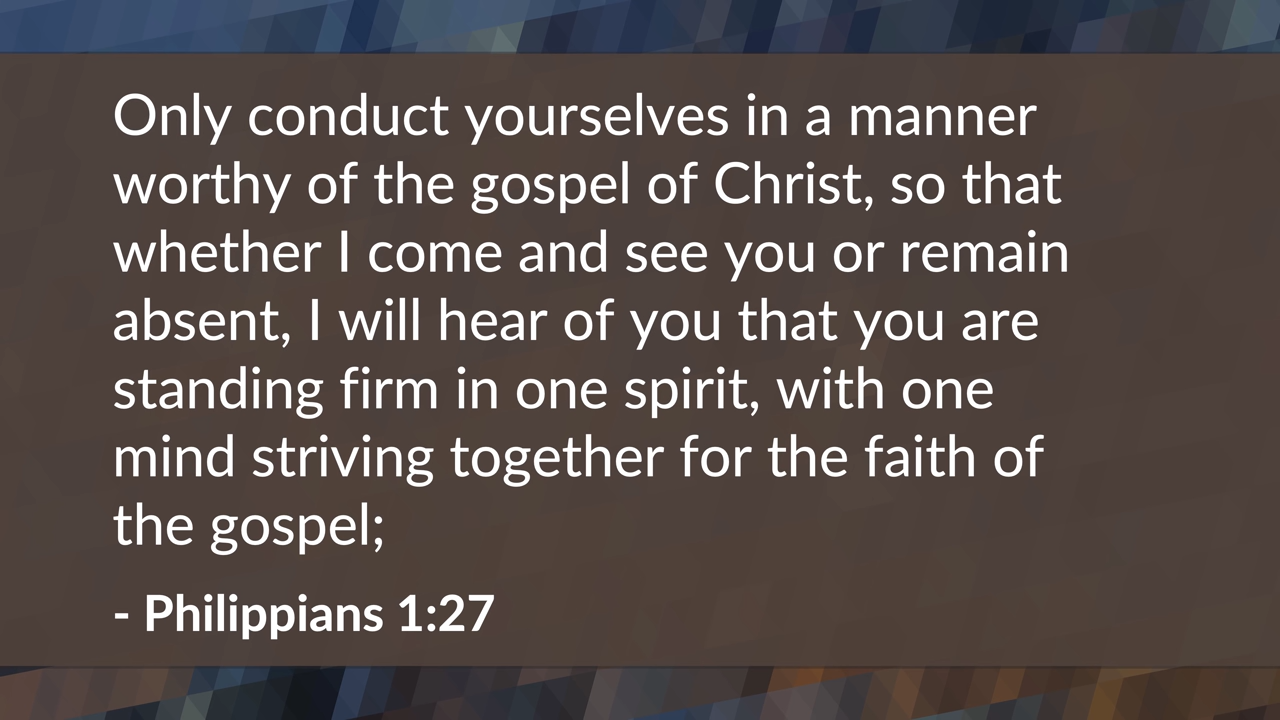 Only conduct yourselves in a manner
worthy of the gospel of Christ, so that
whether I come and see you or remain
absent, I will hear of you that you are
standing firm in one spirit, with one
mind striving together for the faith of
the gospel;
- Philippians 1:27